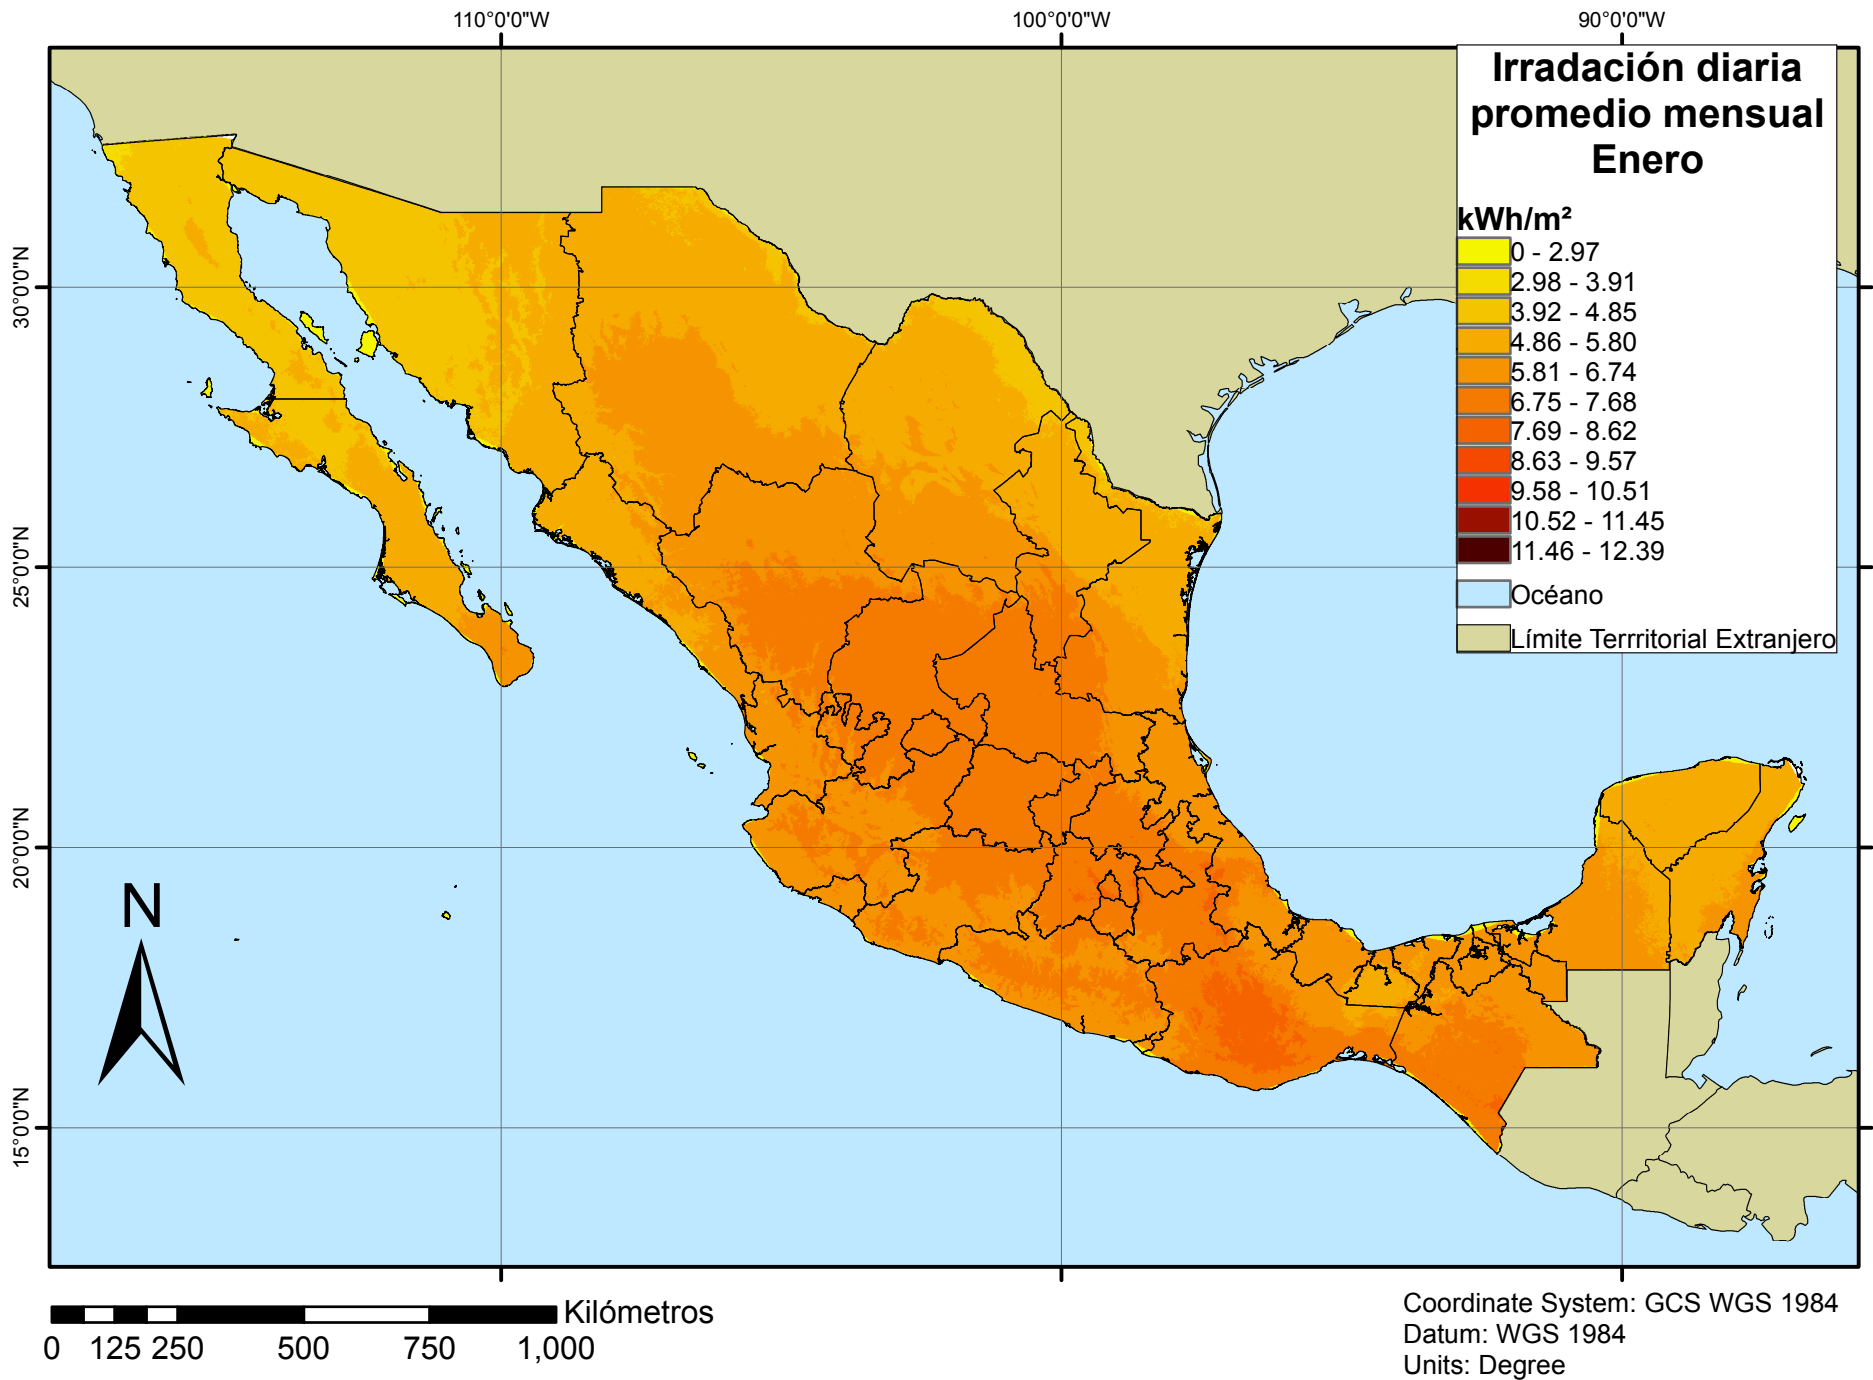 110°0'0"W
100°0'0"W
90°0'0"W
Irradación diaria
promedio mensual
Enero
kWh/m²
0 - 2.97
2.98 - 3.91
3.92 - 4.85
4.86 - 5.80
5.81 - 6.74
6.75 - 7.68
7.69 - 8.62
8.63 - 9.57
9.58 - 10.51
10.52 - 11.45
11.46 - 12.39
Océano
Límite Terrritorial Extranjero
30°0'0"N
25°0'0"N
20°0'0"N
15°0'0"N
N
Kilómetros
0 125 250 500 750 1,000
Coordinate System: GCS WGS 1984
Datum: WGS 1984
Units: Degree